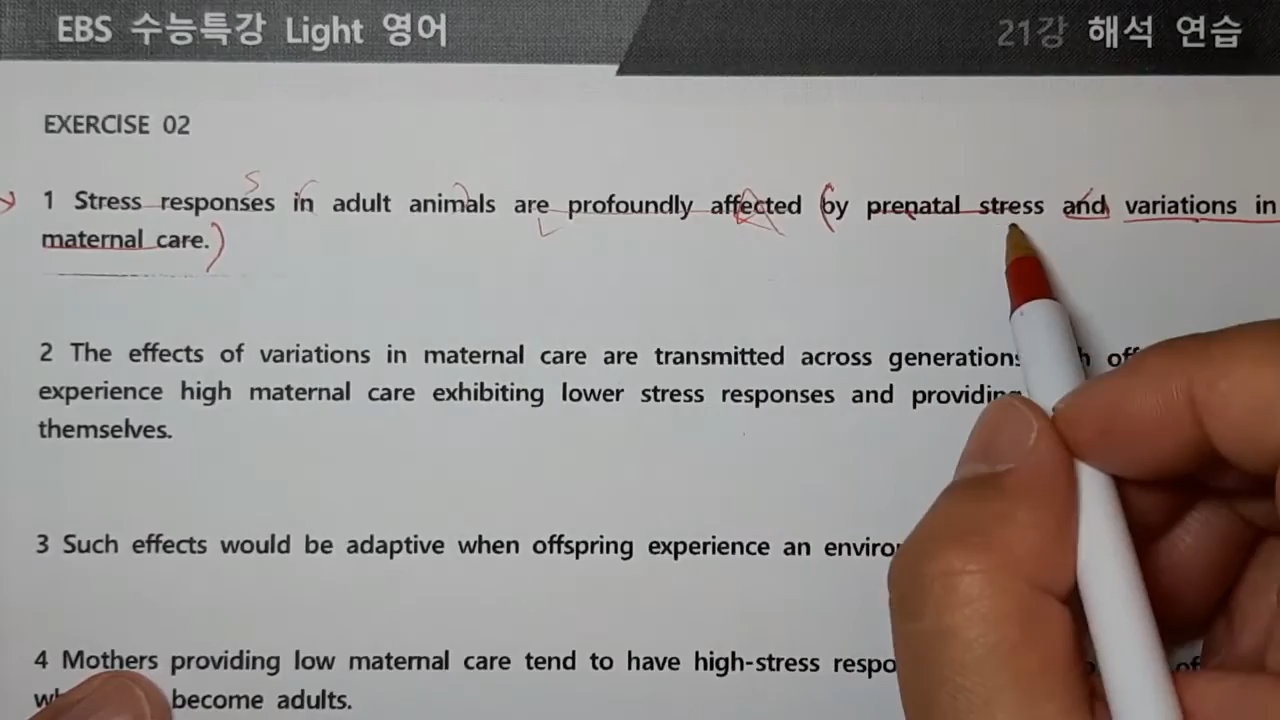 EBS 수능특강 Light 영어
21강 해석 연습
EXERCISE 02
S
1 Stress responses in adult animals are profoundly affected by prenatal stress and variations in
maternal care.
2 The effects of variations in maternal care are transmitted across generations
experience high maternal care exhibiting lower stress responses and providing
themselves.
3 Such effects would be adaptive when offspring experience an
4 Mothers providing low maternal care tend to have high-stress
become adults.